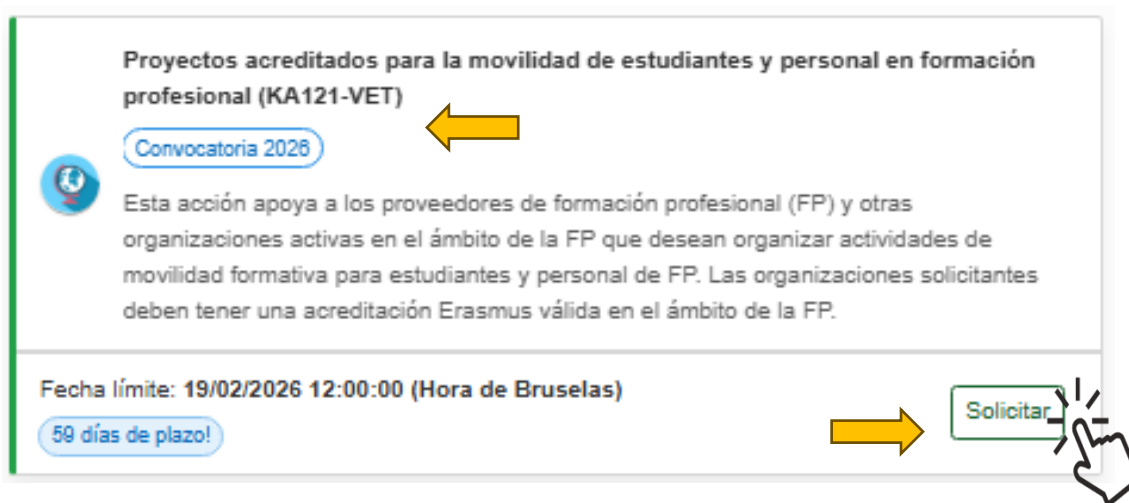 Proyectos acreditados para la movilidad de estudiantes y personal en formación
profesional (KA121-VET)
Convocatoria 2026
Esta acción apoya a los proveedores de formación profesional (FP) y otras
organizaciones activas en el ámbito de la FP que desean organizar actividades de
movilidad formativa para estudiantes y personal de FP. Las organizaciones solicitantes
deben tener una acreditación Erasmus válida en el ámbito de la FP.
Fecha límite: 19/02/2026 12:00:00 (Hora de Bruselas)
Solicitar
59 días de plazo!